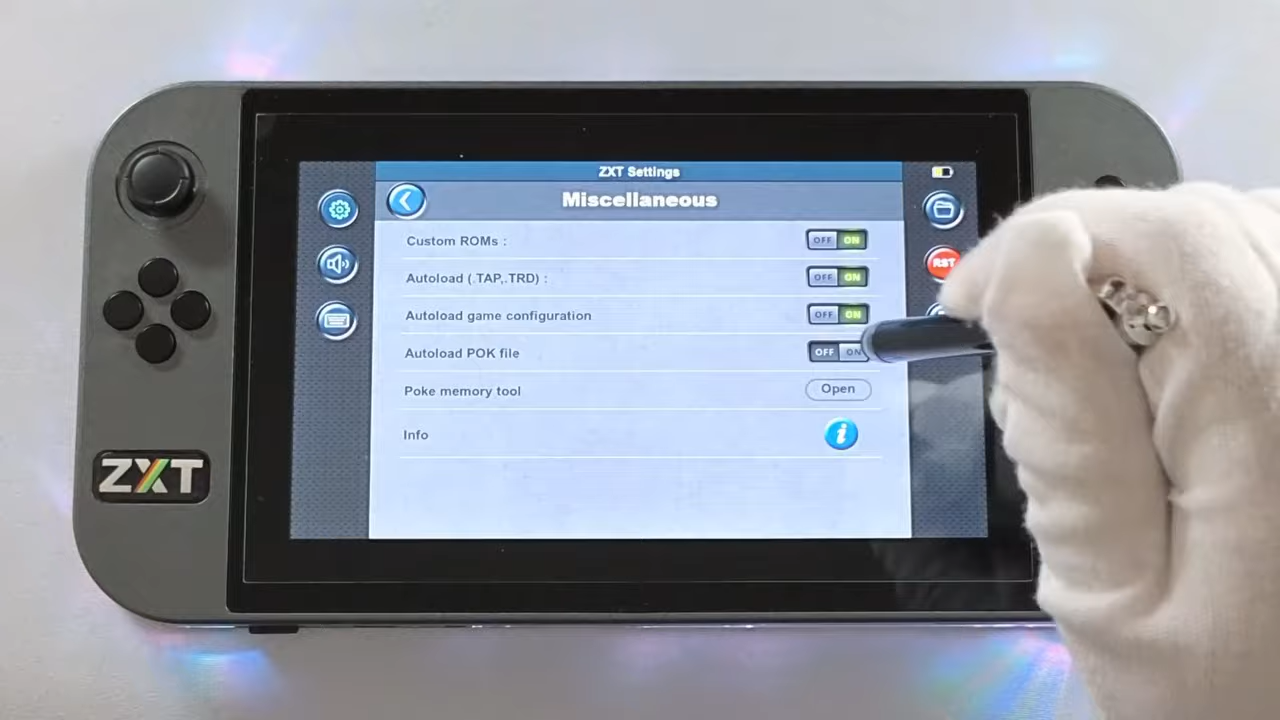 ZXT Settings
Miscellaneous
Custom ROMs :
OFF ON
Autoload (.TAP,.TRD) :
OFF ON
Autoload game configuration
OFF ON
Autoload POK file
OFF ON
Poke memory tool
Open
Info
i
RST
ZXT